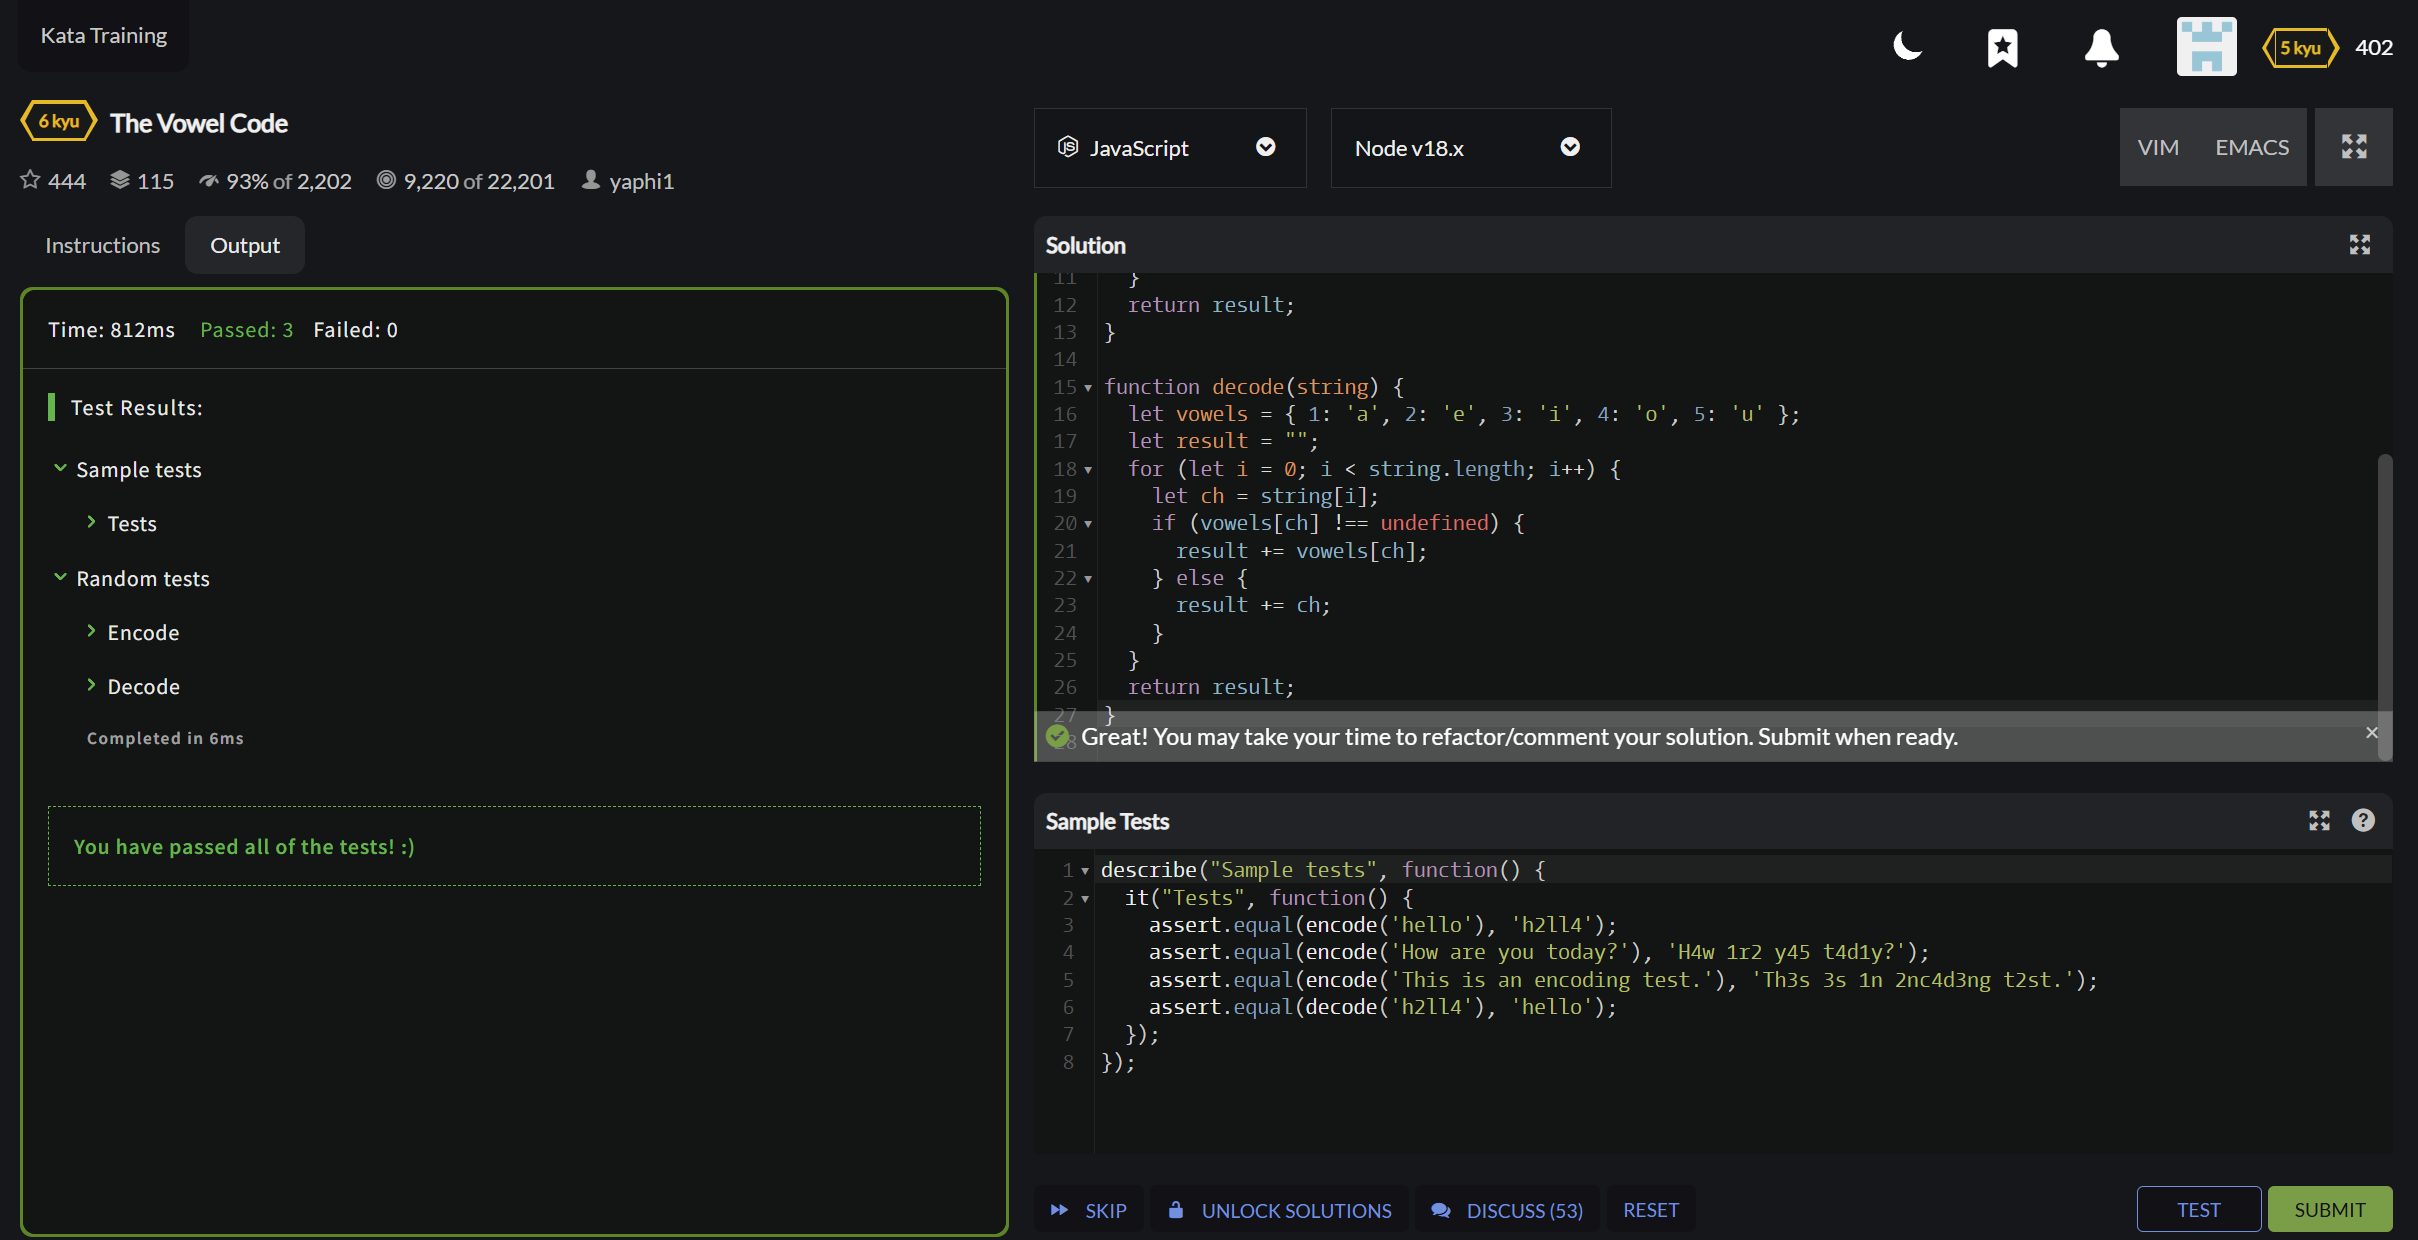 Kata Training
5 kyu 402
6 kyu The Vowel Code
444 115 93% of 2,202 9,220 of 22,201 yaphi1
Instructions Output
Time: 812ms Passed: 3 Failed: 0
Test Results:
Sample tests
Tests
Random tests
Encode
Decode
Completed in 6ms
You have passed all of the tests! :)
JavaScript Node v18.x VIM EMACS
Solution
11 }
12 return result;
13 }
14
15 function decode(string) {
16 let vowels = { 1: 'a', 2: 'e', 3: 'i', 4: 'o', 5: 'u' };
17 let result = "";
18 for (let i = 0; i < string.length; i++) {
19 let ch = string[i];
20 if (vowels[ch] !== undefined) {
21 result += vowels[ch];
22 } else {
23 result += ch;
24 }
25 }
26 return result;
27 }
Great! You may take your time to refactor/comment your solution. Submit when ready.
Sample Tests
1 describe("Sample tests", function() {
2 it("Tests", function() {
3 assert.equal(encode('hello'), 'h2ll4');
4 assert.equal(encode('How are you today?'), 'H4w 1r2 y45 t4d1y?');
5 assert.equal(encode('This is an encoding test.'), 'Th3s 3s 1n 2nc4d3ng t2st.');
6 assert.equal(decode('h2ll4'), 'hello');
7 });
8 });
SKIP UNLOCK SOLUTIONS DISCUSS (53) RESET TEST SUBMIT